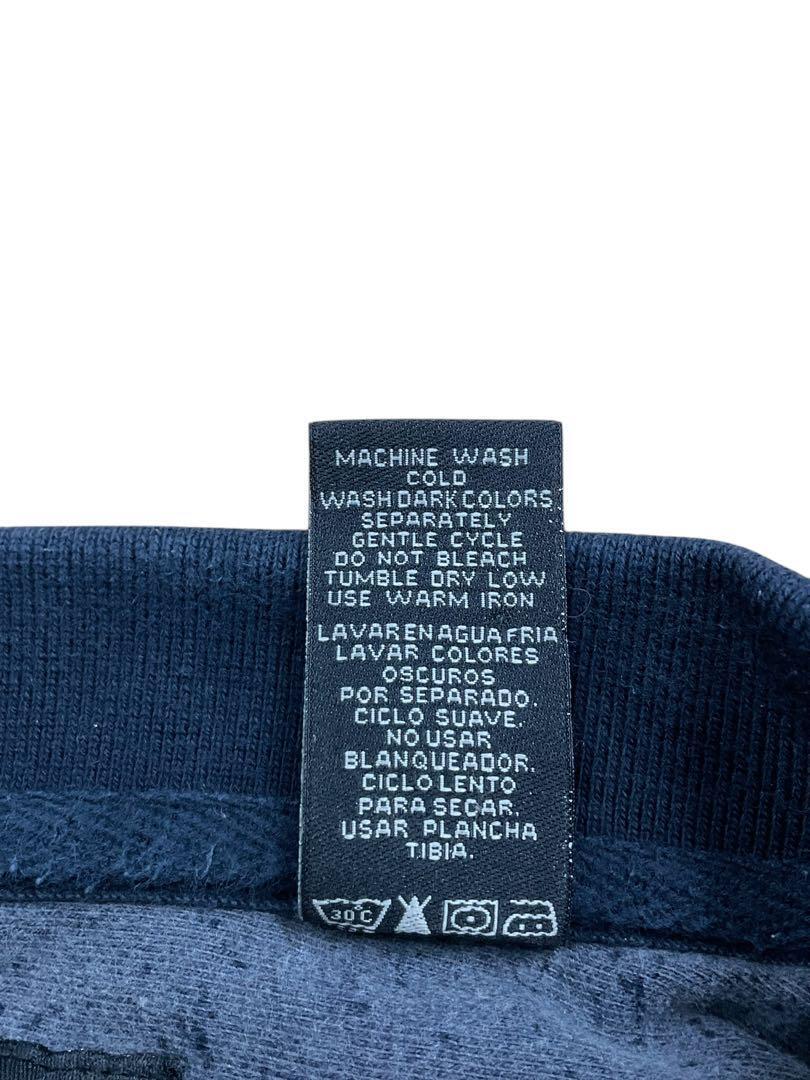 MACHINE WASH
COLD
WASH DARK COLORS
SEPARATELY
GENTLE CYCLE
DO NOT BLEACH
TUMBLE DRY LOW
USE WARM IRON
LAVAR EN AGUA FRIA
LAVAR COLORES
OSCUROS
POR SEPARADO.
CICLO SUAVE.
NO USAR
BLANQUEADOR.
CICLO LENTO
PARA SECAR.
USAR PLANCHA
TIBIA.
30°C